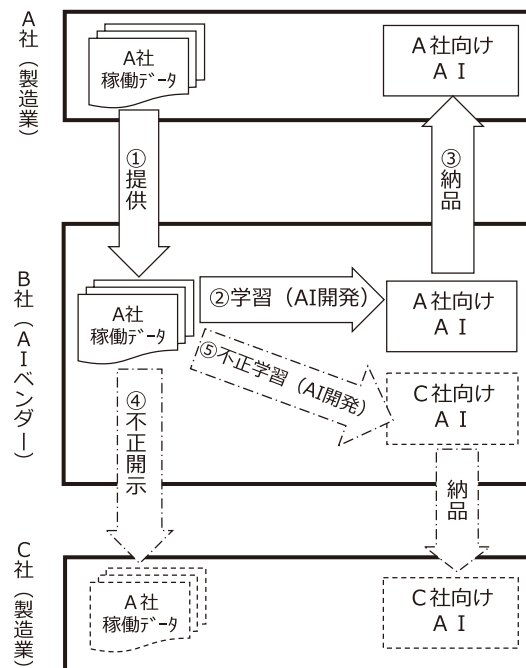 A社（製造業）
A社
稼働ﾃﾞｰﾀ
A社向け
ＡＩ
①提供
③納品
B社（AIベンダー）
A社
稼働ﾃﾞｰﾀ
②学習（AI開発）
A社向け
ＡＩ
⑤不正学習（AI開発）
C社向け
ＡＩ
④不正開示
納品
C社（製造業）
A社
稼働ﾃﾞｰﾀ
C社向け
ＡＩ